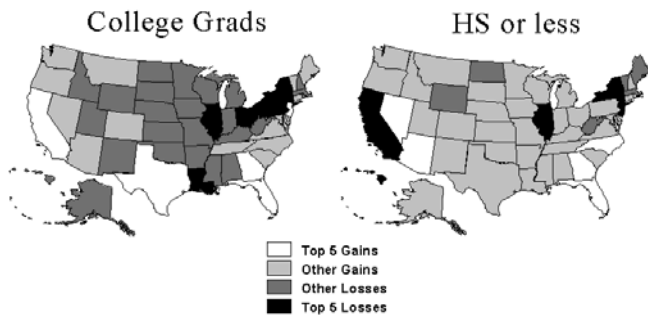 College Grads
HS or less
Top 5 Gains
Other Gains
Other Losses
Top 5 Losses